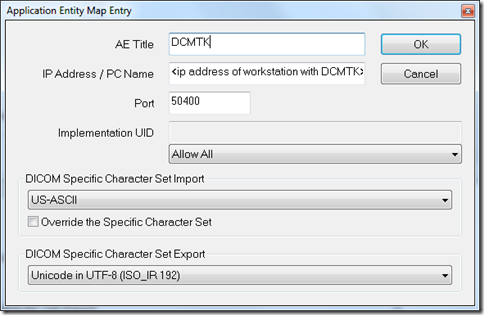 Application Entity Map Entry
AE Title DCMTK OK
IP Address / PC Name <ip address of workstation with DCMTK> Cancel
Port 50400
Implementation UID
Allow All
DICOM Specific Character Set Import
US-ASCII
Override the Specific Character Set
DICOM Specific Character Set Export
Unicode in UTF-8 (ISO_IR 192)